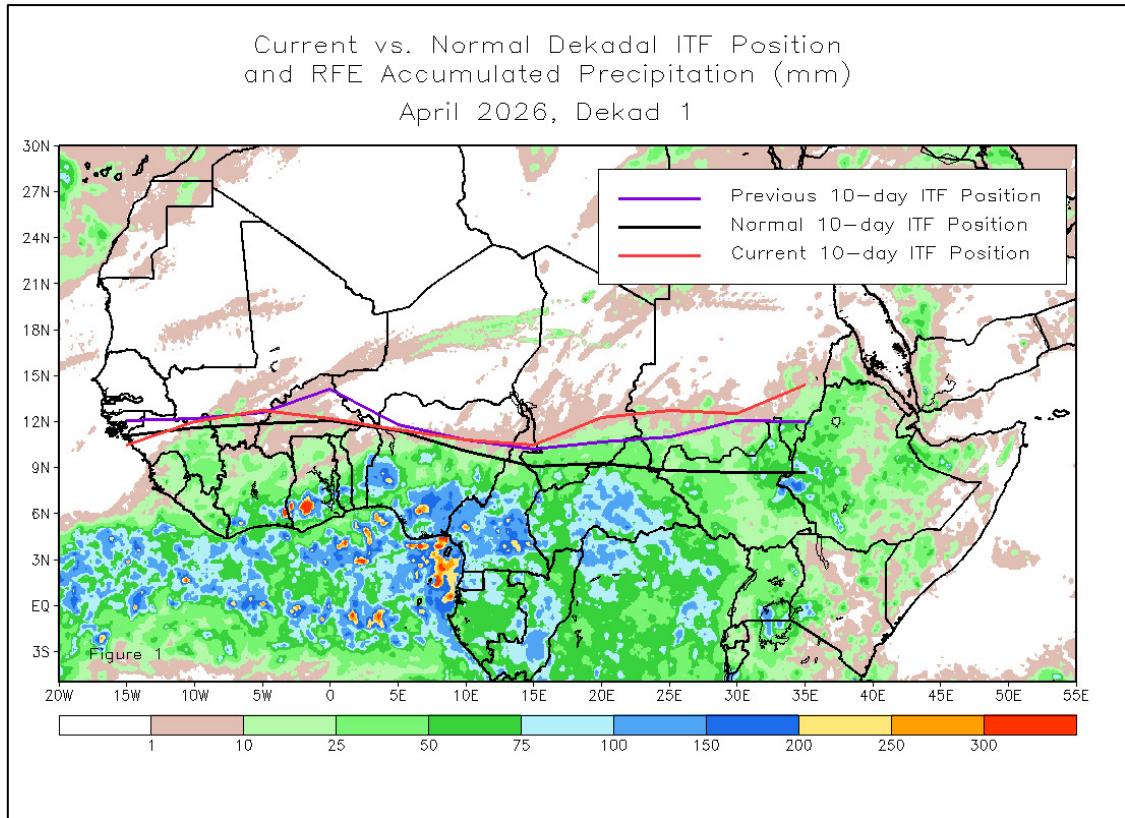 Current vs. Normal Dekadal ITF Position
and RFE Accumulated Precipitation (mm)
April 2026, Dekad 1
30N
27N
24N
21N
18N
15N
12N
9N
6N
3N
EQ
3S
Previous 10-day ITF Position
Normal 10-day ITF Position
Current 10-day ITF Position
Figure 1
20W 15W 10W 5W 0 5E 10E 15E 20E 25E 30E 35E 40E 45E 50E 55E
1 10 25 50 75 100 150 200 250 300